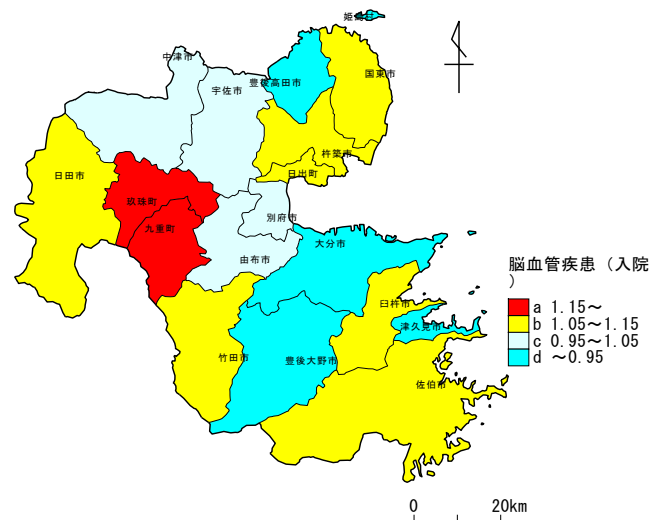 姫島村
中津市
国東市
豊後高田市
宇佐市
杵築市
日出町
日田市
玖珠町
別府市
九重町
大分市
由布市
脳血管疾患（入院
）
a 1.15～
b 1.05～1.15
c 0.95～1.05
d ～0.95
臼杵市
津久見市
竹田市
豊後大野市
佐伯市
0 20km